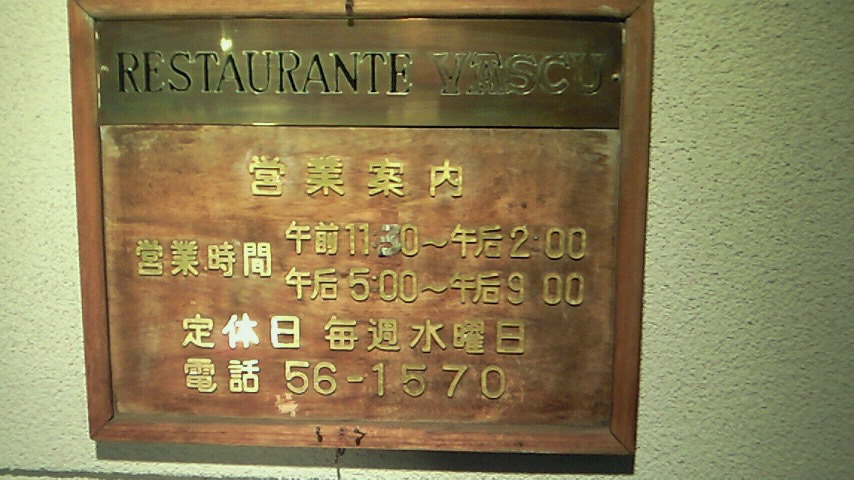 RESTAURANTE VASCU
営業案内
営業時間 午前11:30～午后2:00
午后5:00～午后9 00
定休日 毎週水曜日
電話 56-1570